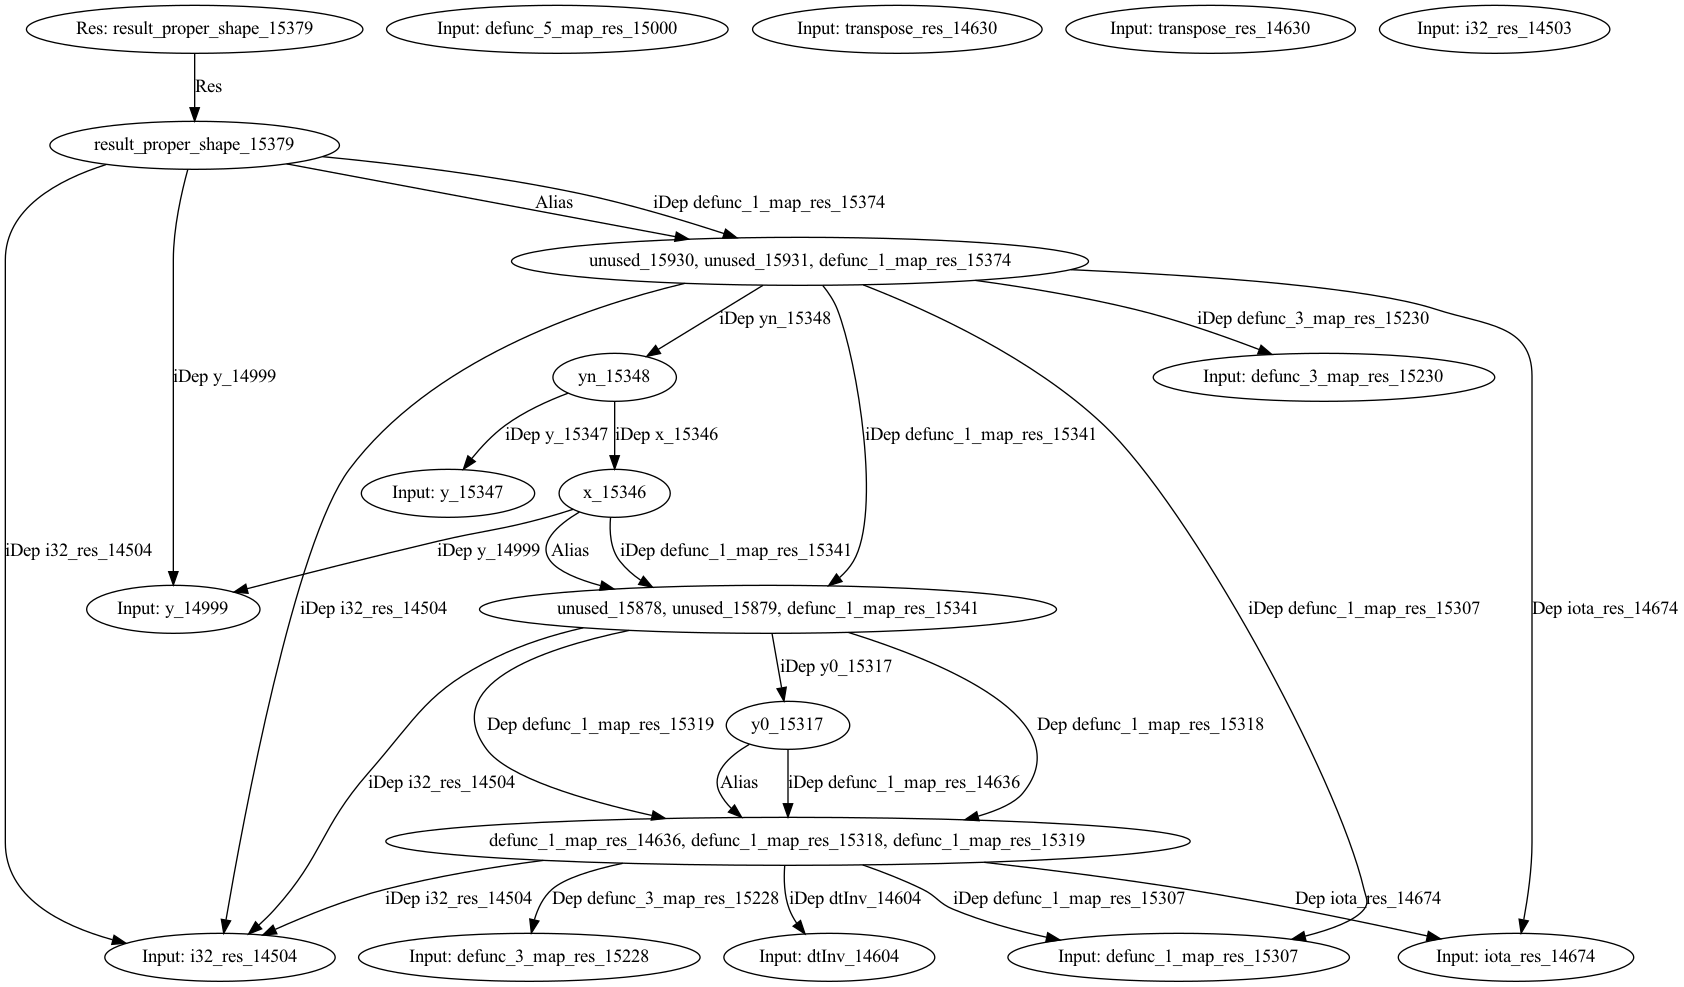 Res: result_proper_shape_15379
Input: defunc_5_map_res_15000
Input: transpose_res_14630
Input: transpose_res_14630
Input: i32_res_14503
Res
result_proper_shape_15379
Alias
iDep defunc_1_map_res_15374
unused_15930, unused_15931, defunc_1_map_res_15374
iDep yn_15348
iDep defunc_3_map_res_15230
iDep y_14999
yn_15348
Input: defunc_3_map_res_15230
iDep y_15347
iDep x_15346
iDep defunc_1_map_res_15341
Input: y_15347
x_15346
iDep i32_res_14504
iDep y_14999
Alias
iDep defunc_1_map_res_15341
Input: y_14999
iDep i32_res_14504
unused_15878, unused_15879, defunc_1_map_res_15341
iDep defunc_1_map_res_15307
Dep iota_res_14674
iDep y0_15317
Dep defunc_1_map_res_15319
y0_15317
Dep defunc_1_map_res_15318
iDep i32_res_14504
Alias
iDep defunc_1_map_res_14636
defunc_1_map_res_14636, defunc_1_map_res_15318, defunc_1_map_res_15319
iDep i32_res_14504
Dep defunc_3_map_res_15228
iDep dtInv_14604
iDep defunc_1_map_res_15307
Dep iota_res_14674
Input: i32_res_14504
Input: defunc_3_map_res_15228
Input: dtInv_14604
Input: defunc_1_map_res_15307
Input: iota_res_14674